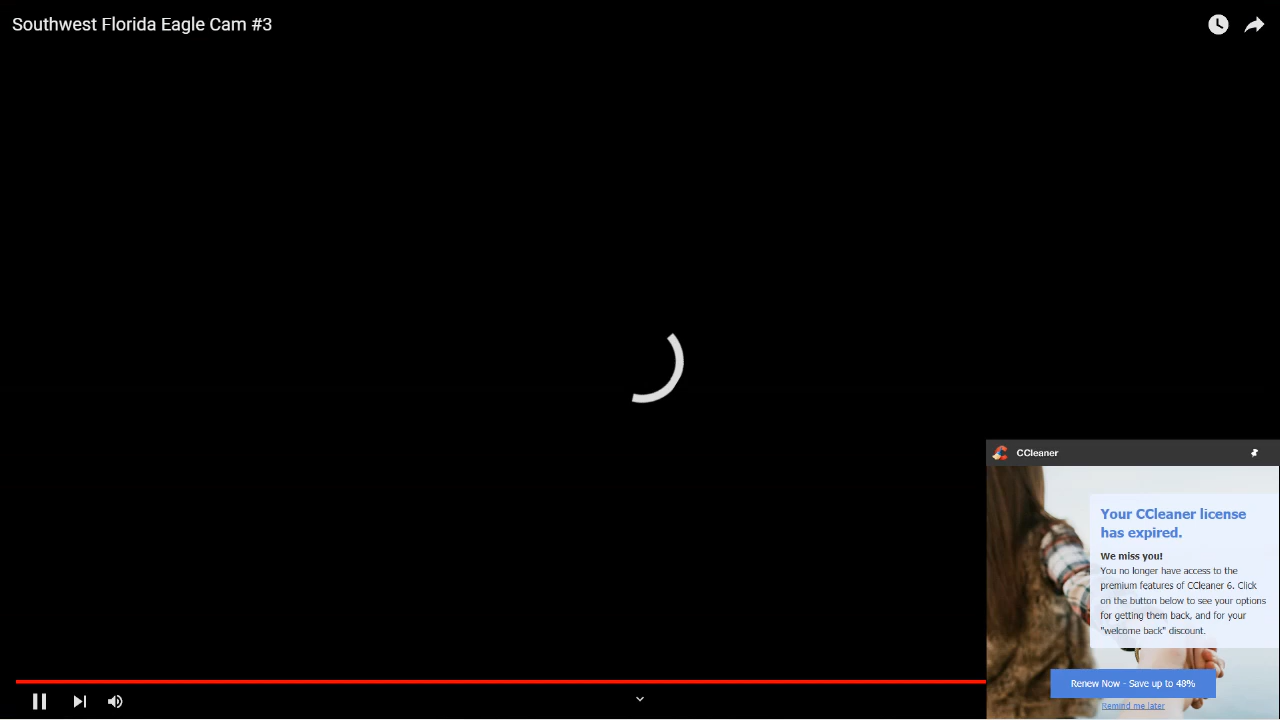 Southwest Florida Eagle Cam #3
CCleaner
Your CCleaner license
has expired.
We miss you!
You no longer have access to the
premium features of CCleaner 6. Click
on the button below to see your options
for getting them back, and for your
"welcome back" discount.
Renew Now - Save up to 48%
Remind me later